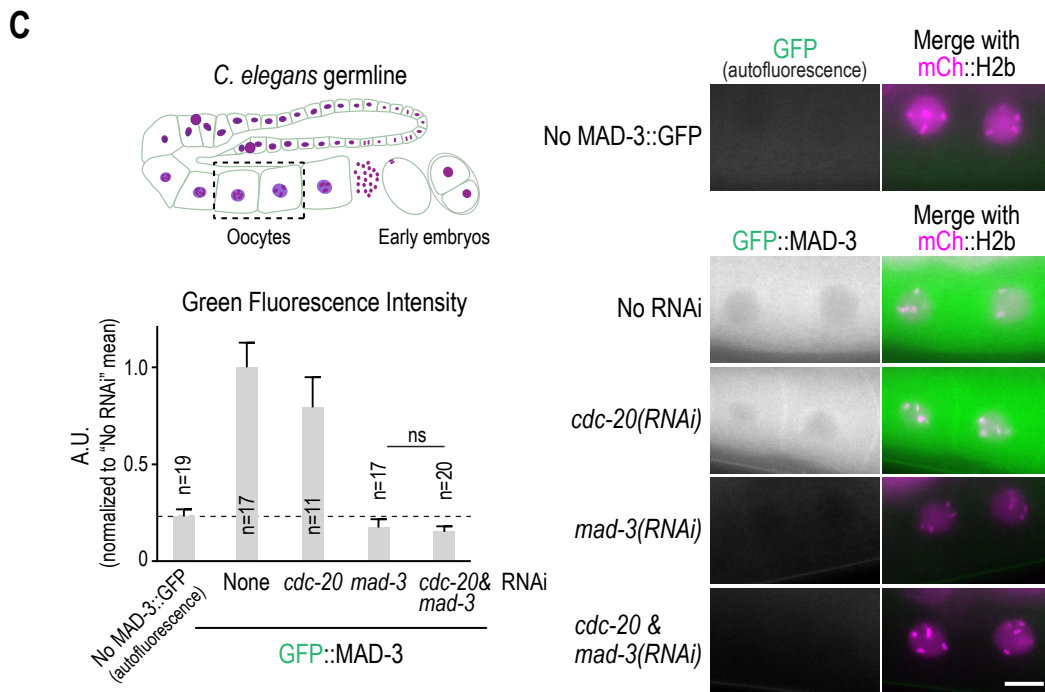 C
C. elegans germline
Oocytes
Early embryos
Green Fluorescence Intensity
A.U.
(normalized to “No RNAi” mean)
1.0
0.5
0
n=19
n=17
n=11
n=17
n=20
ns
No MAD-3::GFP
(autofluorescence)
None
cdc-20
mad-3
cdc-20&
mad-3
RNAi
GFP::MAD-3
GFP
(autofluorescence)
Merge with
mCh::H2b
No MAD-3::GFP
GFP::MAD-3
Merge with
mCh::H2b
No RNAi
cdc-20(RNAi)
mad-3(RNAi)
cdc-20 &
mad-3(RNAi)